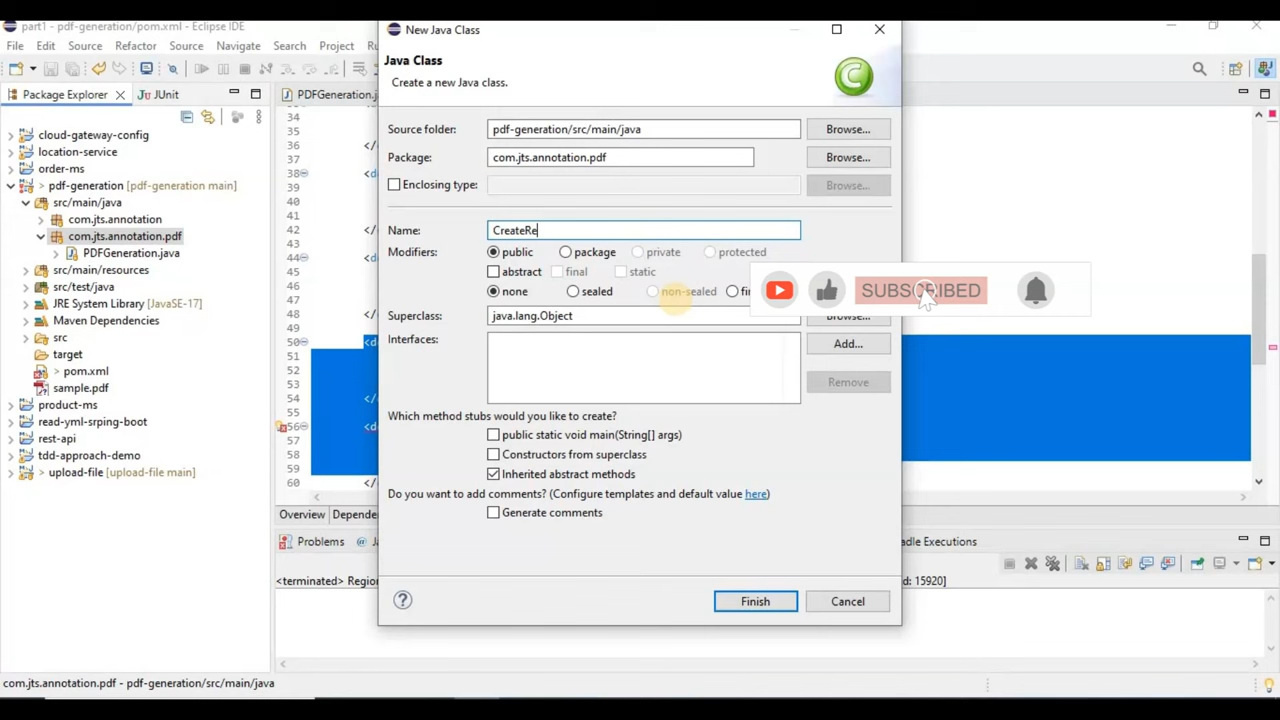 part1 - pdf-generation/pom.xml - Eclipse IDE
File Edit Source Refactor Source Navigate Search Project
Package Explorer
JUnit
cloud-gateway-config
location-service
order-ms
pdf-generation [pdf-generation main]
src/main/java
com.jts.annotation
com.jts.annotation.pdf
> PDFGeneration.java
src/main/resources
src/test/java
JRE System Library [JavaSE-17]
Maven Dependencies
src
target
> pom.xml
sample.pdf
product-ms
read-yml-srping-boot
rest-api
tdd-approach-demo
> upload-file [upload-file main]
PDFGeneration.j
34
35
36
37
38
39
40
41
42
43
44
45
46
47
48
49
50
51
52
53
54
55
56
57
58
59
60
Overview
Problems
<terminated> Region
adle Executions
d: 15920]
New Java Class
Java Class
Create a new Java class.
Source folder: pdf-generation/src/main/java Browse...
Package: com.jts.annotation.pdf Browse...
Enclosing type: Browse...
Name: CreateRe
Modifiers: public package private protected
abstract final static
none sealed non-sealed
Superclass: java.lang.Object
Interfaces: Add...
Remove
Which method stubs would you like to create?
public static void main(String[] args)
Constructors from superclass
Inherited abstract methods
Do you want to add comments? (Configure templates and default value here)
Generate comments
? Finish Cancel
SUBSCRIBED
com.jts.annotation.pdf - pdf-generation/src/main/java